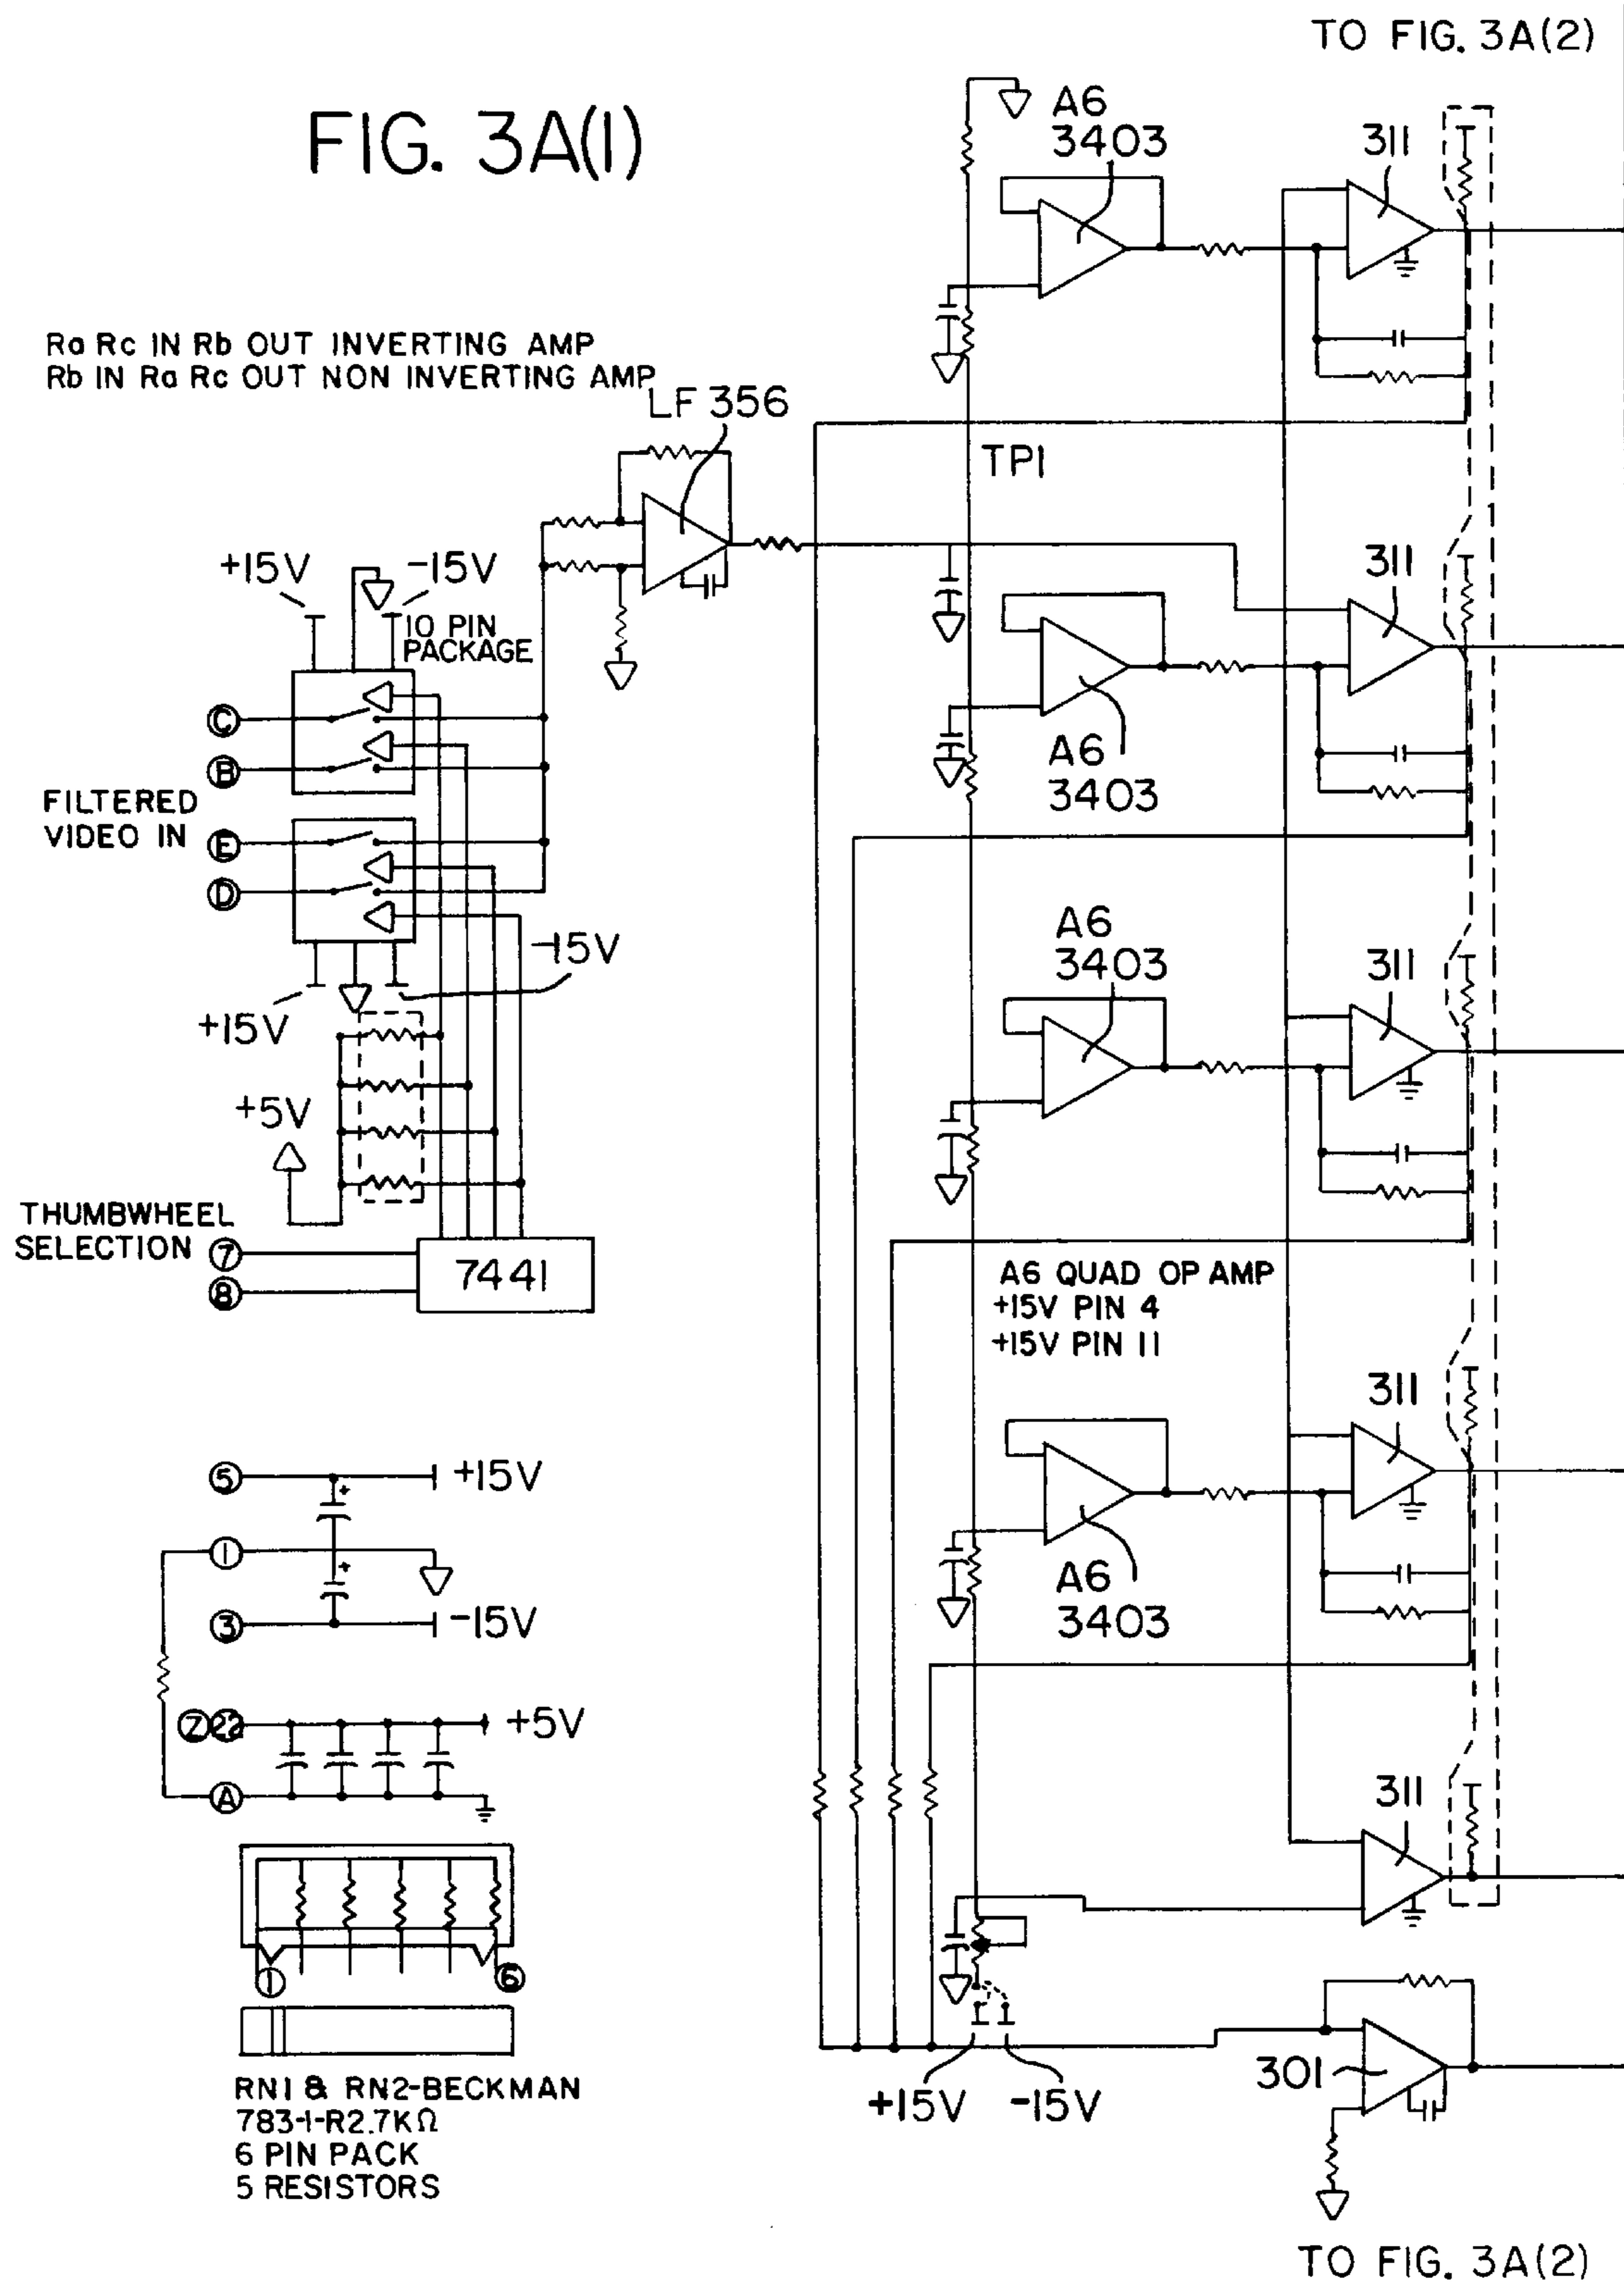 TO FIG. 3A(2)
FIG. 3A(1)
A6
3403
311
Ra Rc IN Rb OUT INVERTING AMP
Rb IN Ra Rc OUT NON INVERTING AMP
LF 356
TP1
+15V
-15V
10 PIN
PACKAGE
311
C
B
A6
3403
FILTERED
VIDEO IN
E
D
A6
3403
311
-15V
+15V
+5V
THUMBWHEEL
SELECTION
7
8
7441
A6 QUAD OP AMP
+15V PIN 4
+15V PIN 11
311
5
+15V
1
3
-15V
A6
3403
Z
22
+5V
A
311
1
6
301
+15V
-15V
RN1 & RN2-BECKMAN
783-1-R2.7KΩ
6 PIN PACK
5 RESISTORS
TO FIG. 3A(2)